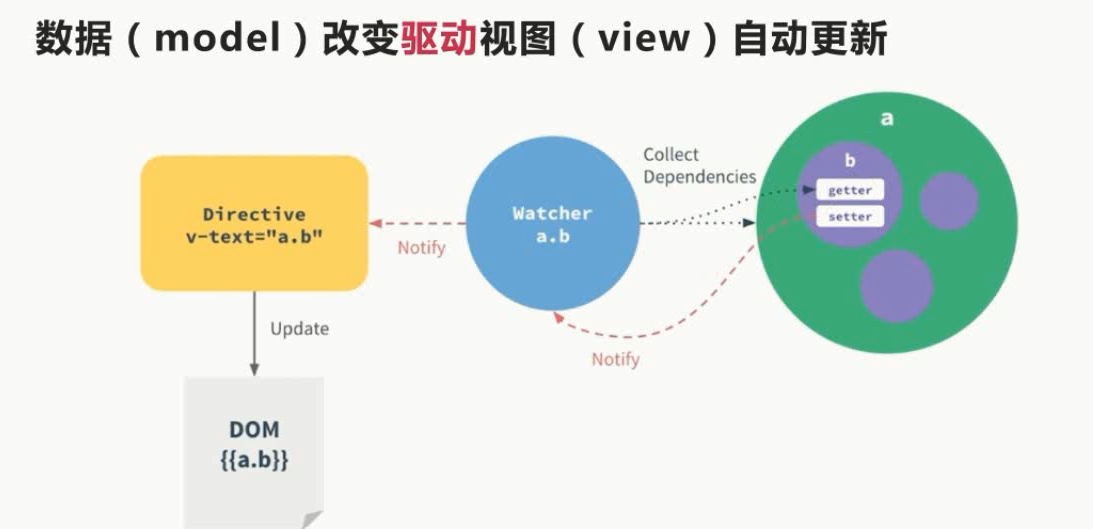 数据（model）改变驱动视图（view）自动更新
a
Collect
Dependencies
b
getter
setter
Directive
v-text="a.b"
Watcher
a.b
Notify
Update
Notify
DOM
{{a.b}}